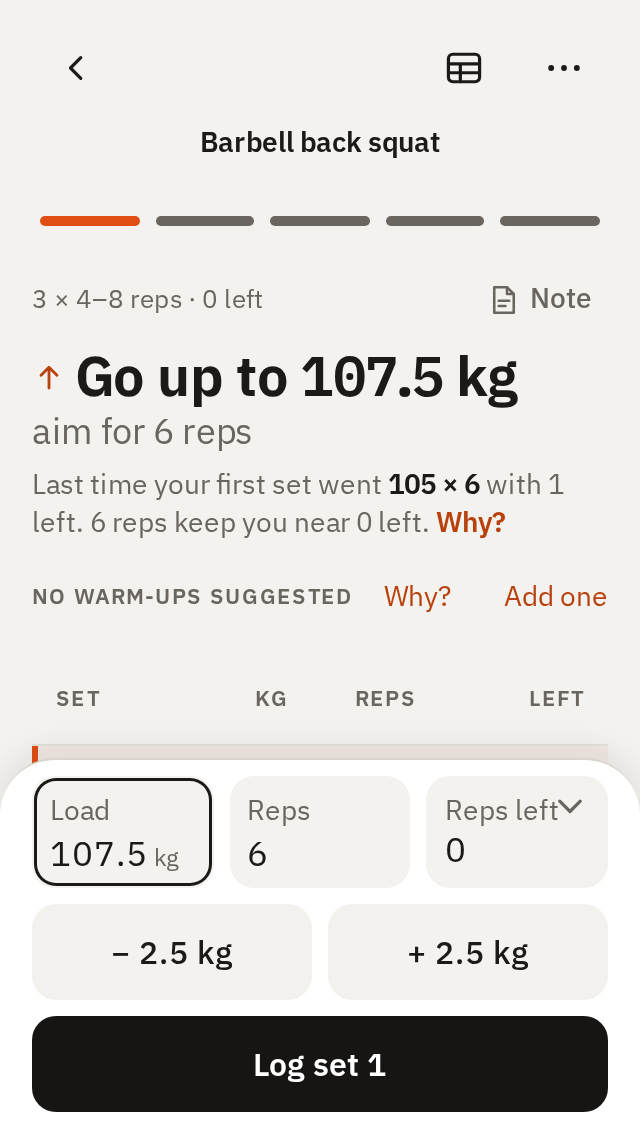 Barbell back squat
3 × 4–8 reps · 0 left
Note
↑ Go up to 107.5 kg
aim for 6 reps
Last time your first set went 105 × 6 with 1
left. 6 reps keep you near 0 left. Why?
NO WARM-UPS SUGGESTED Why? Add one
SET KG REPS LEFT
Load Reps Reps left
107.5 kg 6 0
– 2.5 kg + 2.5 kg
Log set 1